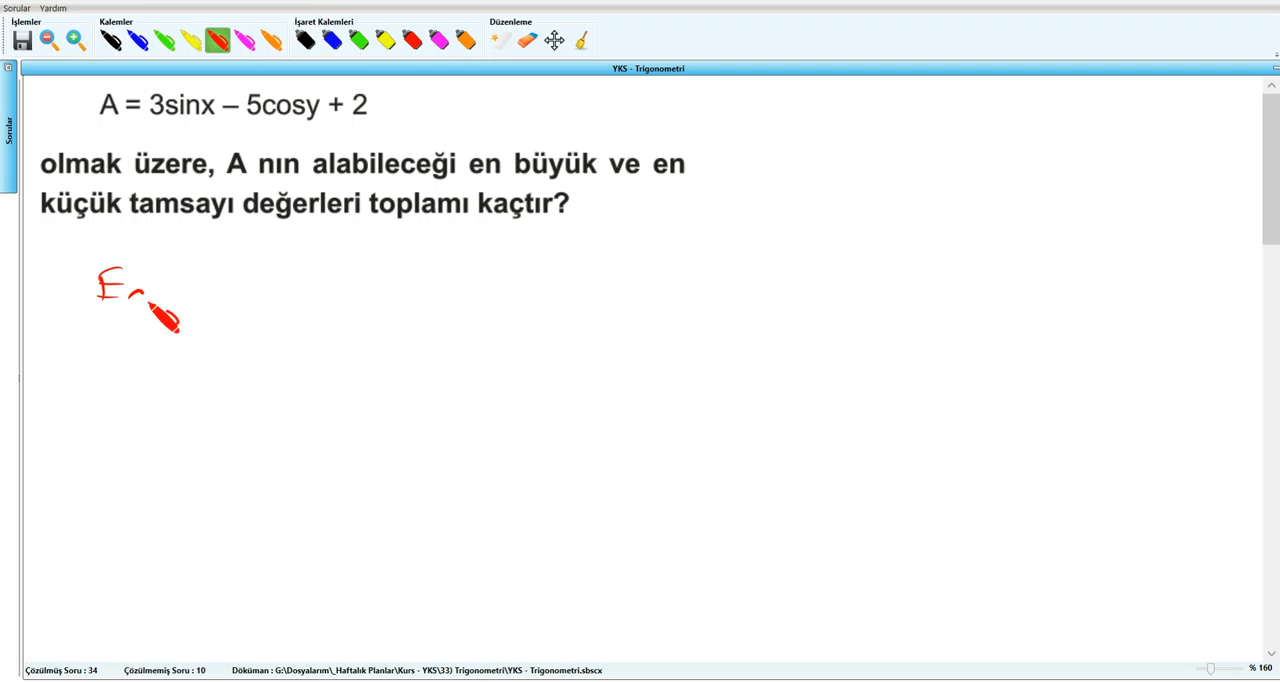 Sorular Yardım
İşlemler Kalemler İşaret Kalemleri Düzenleme
YKS - Trigonometri
Sorular
A = 3sinx – 5cosy + 2
olmak üzere, A nın alabileceği en büyük ve en
küçük tamsayı değerleri toplamı kaçtır?
E
Çözülmüş Soru : 34 Çözülmemiş Soru : 10 Döküman : G:\Dosyalarım\_Haftalık Planlar\Kurs - YKS\33) Trigonometri\YKS - Trigonometri.sbscx % 160